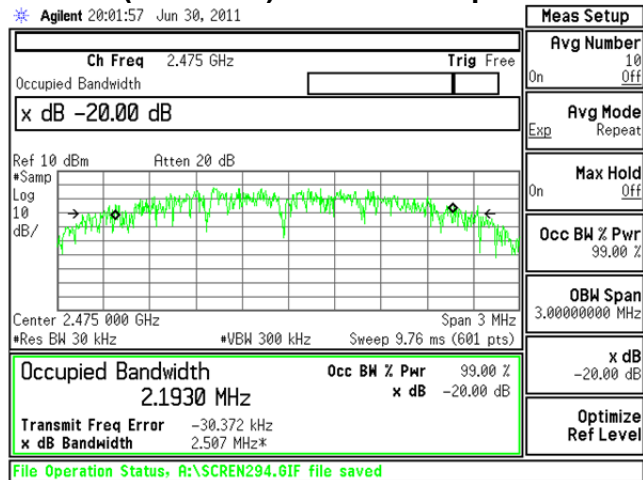 Agilent 20:01:57 Jun 30, 2011
Meas Setup
Ch Freq 2.475 GHz Trig Free
Occupied Bandwidth
x dB -20.00 dB
Ref 10 dBm Atten 20 dB
#Samp
Log
10
dB/
Center 2.475 000 GHz Span 3 MHz
#Res BW 30 kHz #VBW 300 kHz Sweep 9.76 ms (601 pts)
Occupied Bandwidth
2.1930 MHz
Occ BW % Pwr 99.00 %
x dB -20.00 dB
Transmit Freq Error -30.372 kHz
x dB Bandwidth 2.507 MHz*
File Operation Status, A:\SCREN294.GIF file saved
Avg Number
10
On Off
Avg Mode
Exp Repeat
Max Hold
On Off
Occ BW % Pwr
99.00 %
OBW Span
3.00000000 MHz
x dB
-20.00 dB
Optimize
Ref Level